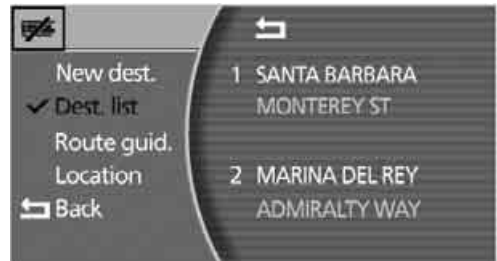 New dest.
Dest. list
Route guid.
Location
Back
1 SANTA BARBARA
MONTEREY ST
2 MARINA DEL REY
ADMIRALTY WAY